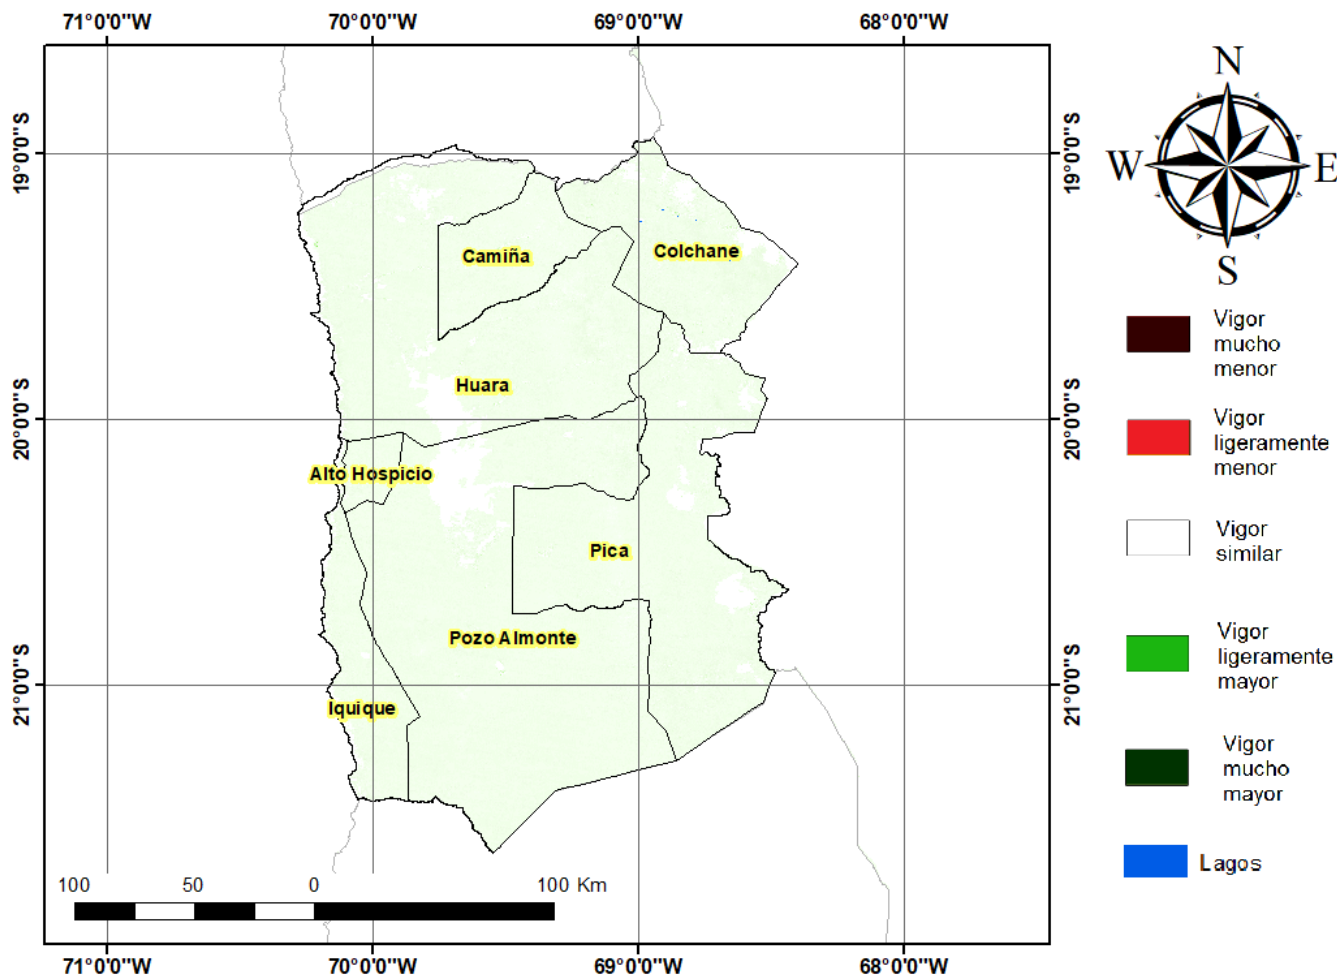 71°0'0"W 70°0'0"W 69°0'0"W 68°0'0"W
N
W E
S
19°0'0"S 19°0'0"S
20°0'0"S 20°0'0"S
21°0'0"S 21°0'0"S
Camiña
Colchane
Huara
Alto Hospicio
Pica
Pozo Almonte
Iquique
Vigor
mucho
menor
Vigor
ligeramente
menor
Vigor
similar
Vigor
ligeramente
mayor
Vigor
mucho
mayor
Lagos
100 50 0 100 Km
71°0'0"W 70°0'0"W 69°0'0"W 68°0'0"W